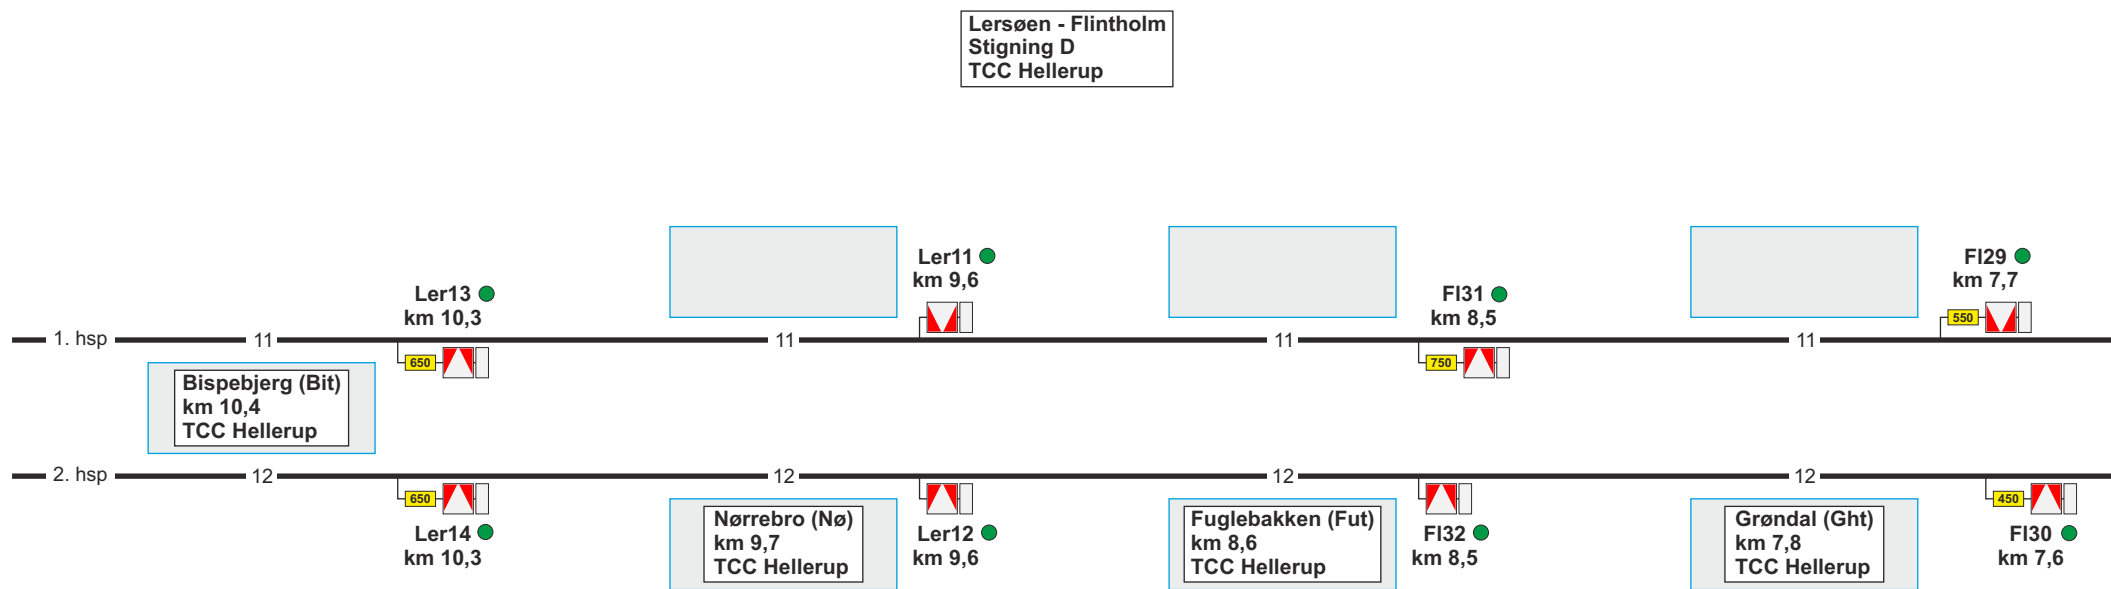 Lersøen - Flintholm
Stigning D
TCC Hellerup
Ler11
km 9,6
Fl29
km 7,7
Ler13
km 10,3
Fl31
km 8,5
550
1. hsp
11
11
11
11
650
750
Bispebjerg (Bit)
km 10,4
TCC Hellerup
2. hsp
12
12
12
12
650
450
Ler14
km 10,3
Nørrebro (Nø)
km 9,7
TCC Hellerup
Ler12
km 9,6
Fuglebakken (Fut)
km 8,6
TCC Hellerup
Fl32
km 8,5
Grøndal (Ght)
km 7,8
TCC Hellerup
Fl30
km 7,6